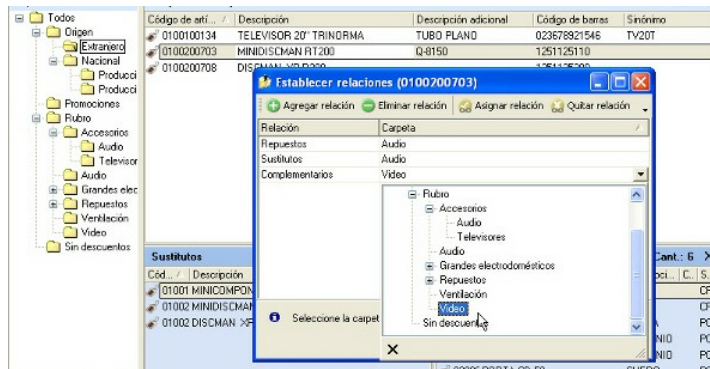 Todos
Origen
Extranjero
Nacional
Producci
Producci
Promociones
Rubro
Accesorios
Audio
Televisor
Audio
Grandes elec
Repuestos
Ventilación
Video
Sin descuentos
Código de artí... Descripción Descripción adicional Código de barras Sinónimo
0100100134 TELEVISOR 20" TRINORMA TUBO PLANO 023678921546 TV20T
0100200703 MINIDISCMAN RT200 Q-8150 1251125110
0100200708
Establecer relaciones (0100200703)
Agregar relación Eliminar relación Asignar relación Quitar relación
Relación Carpeta
Repuestos Audio
Sustitutos Audio
Complementarios Video
Rubro
Accesorios
Audio
Televisores
Audio
Grandes electrodomésticos
Repuestos
Ventilación
Video
Sin descuentos
Seleccione la carpet
Sustitutos Cant.: 6
Cód... Descripción oci... C.. S.
01001 MINICOMPON
01002 MINIDISCMAN
01002 DISCMAN